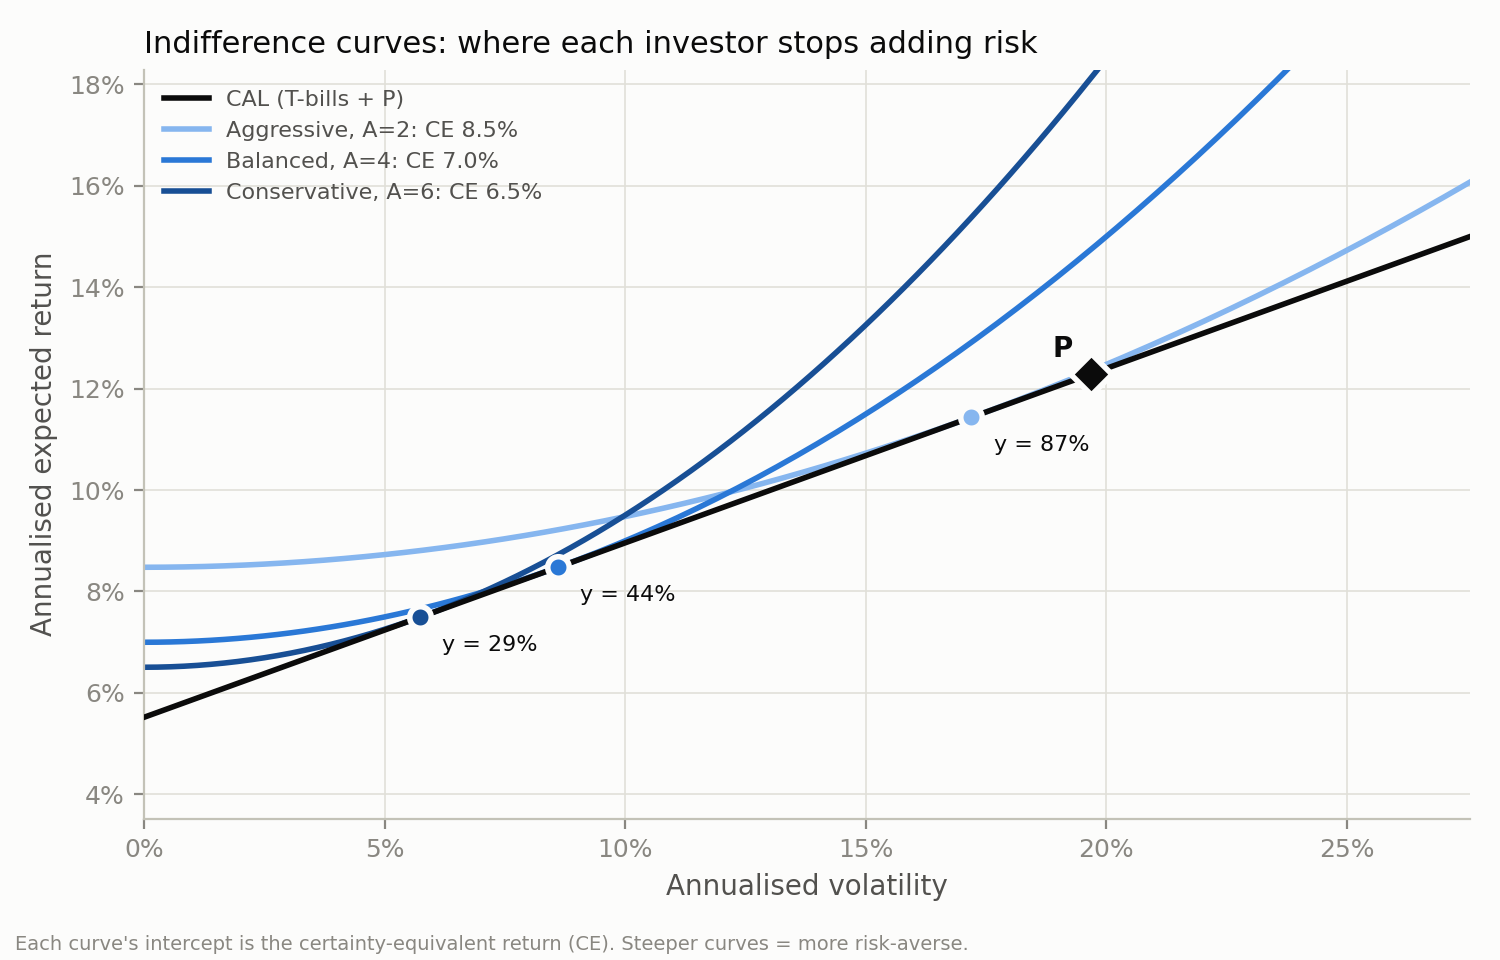 Indifference curves: where each investor stops adding risk
CAL (T-bills + P)
Aggressive, A=2: CE 8.5%
Balanced, A=4: CE 7.0%
Conservative, A=6: CE 6.5%
18%
16%
14%
12%
10%
8%
6%
4%
Annualised expected return
P
y = 87%
y = 44%
y = 29%
0%
5%
10%
15%
20%
25%
Annualised volatility
Each curve's intercept is the certainty-equivalent return (CE). Steeper curves = more risk-averse.